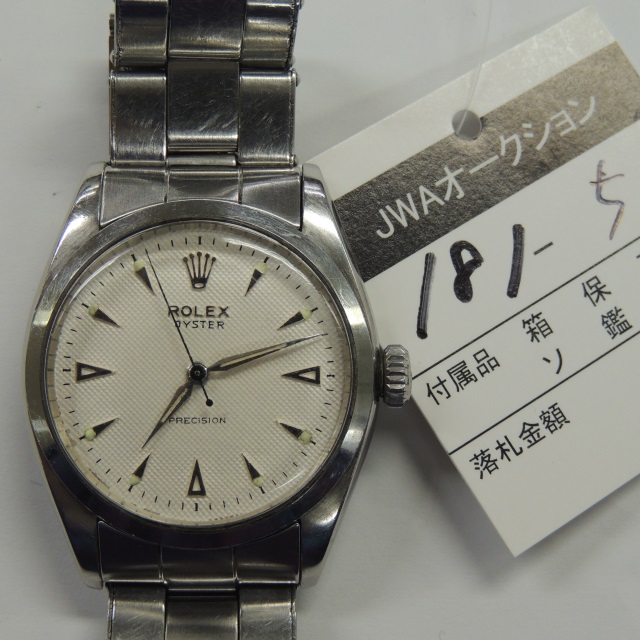 ROLEX
OYSTER
PRECISION
JWAオークション
181-5
付属品 箱 保
ソ 鑑
落札金額